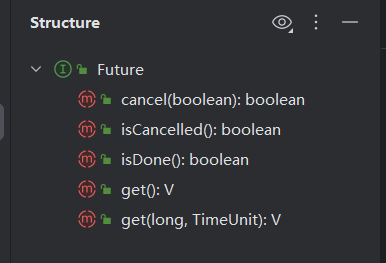 Structure
Future
cancel(boolean): boolean
isCancelled(): boolean
isDone(): boolean
get(): V
get(long, TimeUnit): V